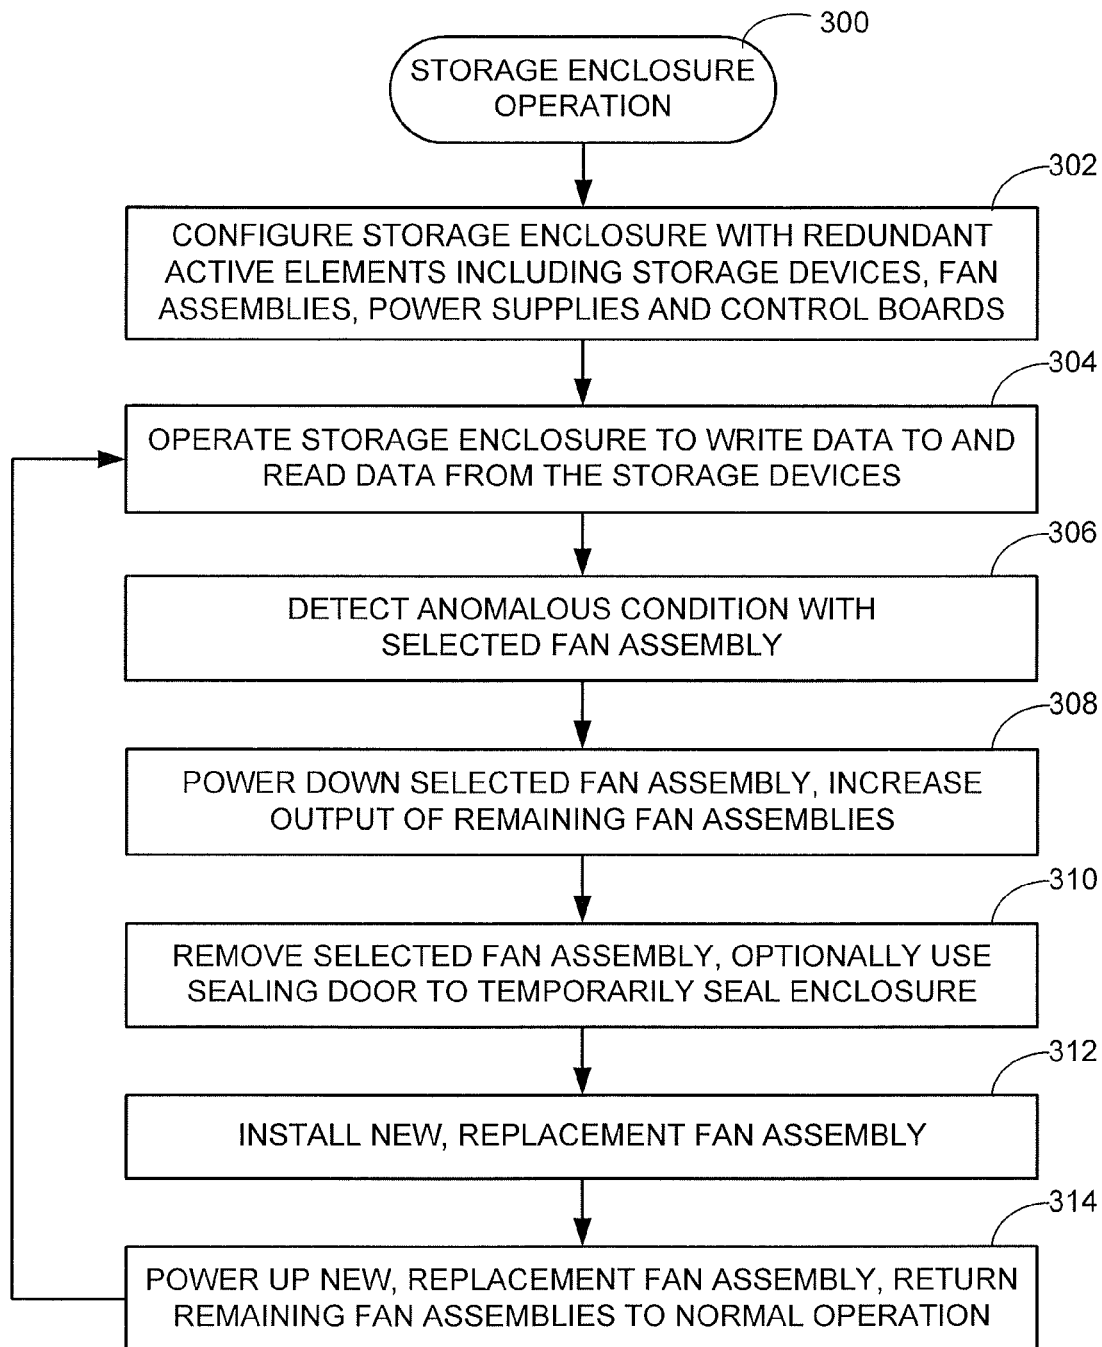 300
STORAGE ENCLOSURE
OPERATION
302
CONFIGURE STORAGE ENCLOSURE WITH REDUNDANT
ACTIVE ELEMENTS INCLUDING STORAGE DEVICES, FAN
ASSEMBLIES, POWER SUPPLIES AND CONTROL BOARDS
304
OPERATE STORAGE ENCLOSURE TO WRITE DATA TO AND
READ DATA FROM THE STORAGE DEVICES
306
DETECT ANOMALOUS CONDITION WITH
SELECTED FAN ASSEMBLY
308
POWER DOWN SELECTED FAN ASSEMBLY, INCREASE
OUTPUT OF REMAINING FAN ASSEMBLIES
310
REMOVE SELECTED FAN ASSEMBLY, OPTIONALLY USE
SEALING DOOR TO TEMPORARILY SEAL ENCLOSURE
312
INSTALL NEW, REPLACEMENT FAN ASSEMBLY
314
POWER UP NEW, REPLACEMENT FAN ASSEMBLY, RETURN
REMAINING FAN ASSEMBLIES TO NORMAL OPERATION